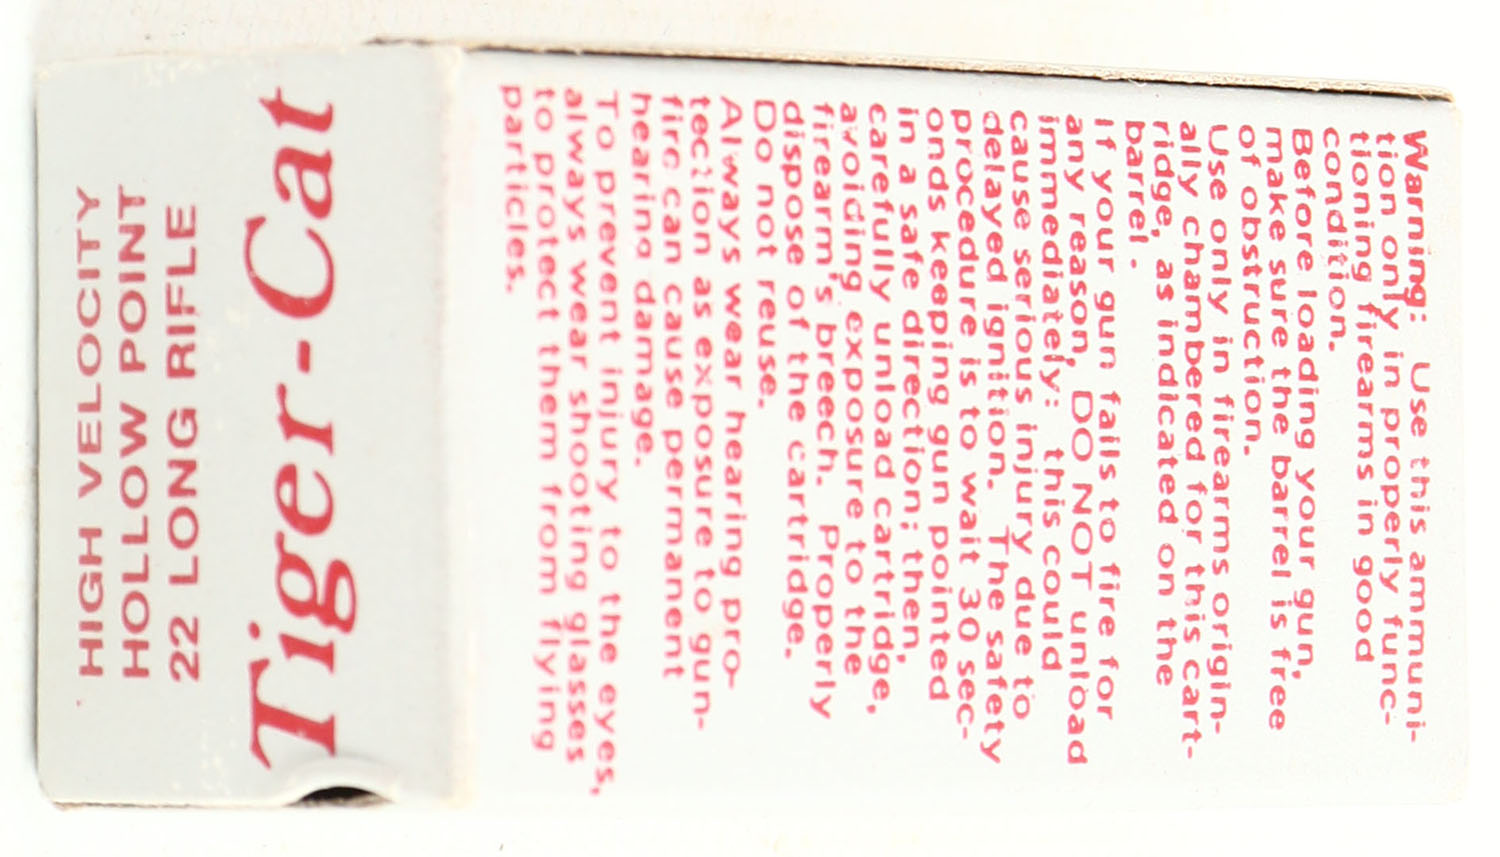 HIGH VELOCITY
HOLLOW POINT
22 LONG RIFLE
Tiger-Cat
Warning: Use this ammuni-
tion only in properly func-
tioning firearms in good
condition.
Before loading your gun,
make sure the barrel is free
of obstruction.
Use only in firearms origin-
ally chambered for this cart-
ridge, as indicated on the
barrel.
If your gun fails to fire for
any reason, DO NOT unload
immediately: this could
cause serious injury due to
delayed ignition. The safety
procedure is to wait 30 sec-
onds keeping gun pointed
in a safe direction; then,
carefully unload cartridge,
avoiding exposure to the
firearm's breech. Properly
dispose of the cartridge.
Do not reuse.
Always wear hearing pro-
tection as exposure to gun-
fire can cause permanent
hearing damage.
To prevent injury to the eyes,
always wear shooting glasses
to protect them from flying
particles.